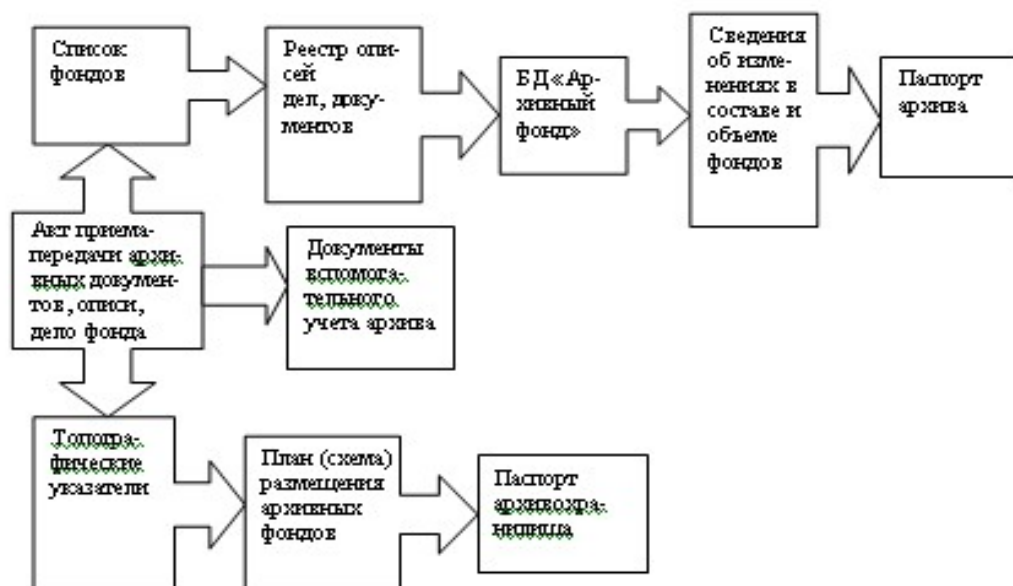 Список
фондов
Реестр опи-
сей
дел, доку-
ментов
БД «Ар-
хивный
фонд»
Сведения
об изме-
нениях в
составе и
объеме
фондов
Паспорт
архива
Акт приема-
передачи архи-
вных докумен-
тов, описи,
дело фонда
Документы
вспомога-
тельного
учета архива
Топогра-
фические
указатели
План (схема)
размещения
архивных
фондов
Паспорт
архивохра-
нилища